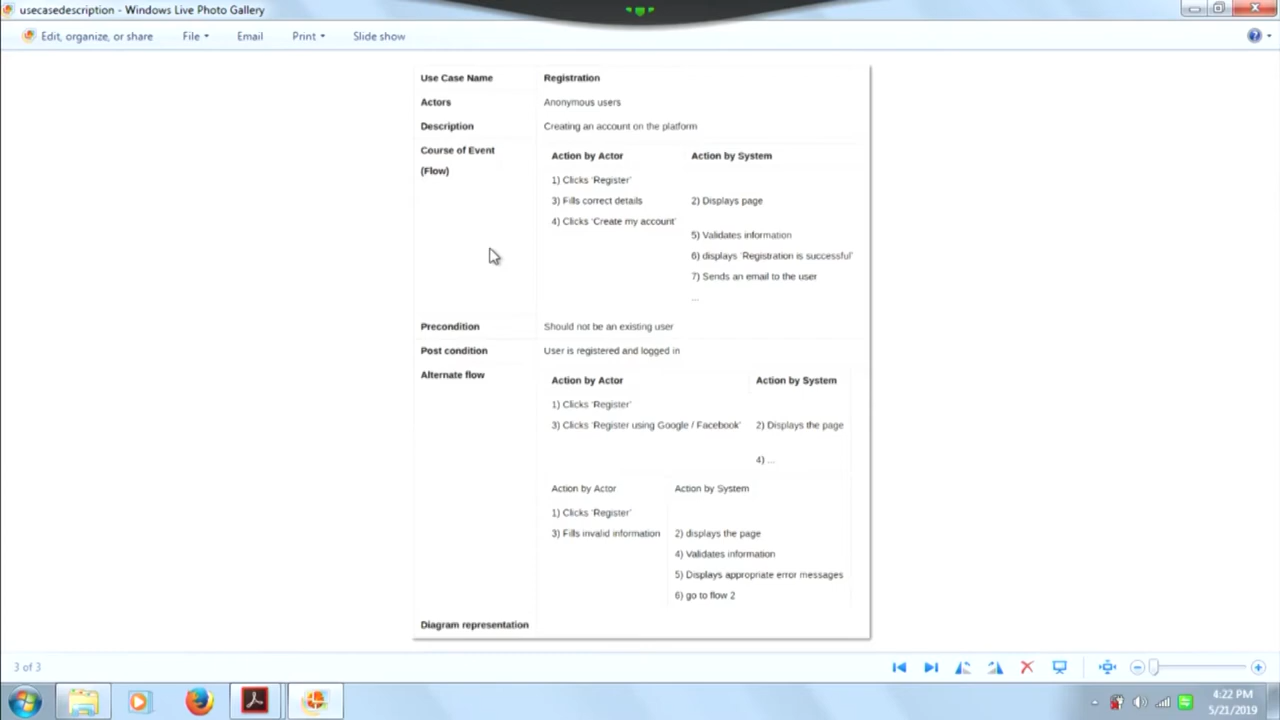 usecasedescription - Windows Live Photo Gallery
Edit, organize, or share File Email Print Slide show
Use Case Name Registration
Actors Anonymous users
Description Creating an account on the platform
Course of Event
(Flow)
Action by Actor Action by System
1) Clicks 'Register'
3) Fills correct details 2) Displays page
4) Clicks 'Create my account'
5) Validates information
6) displays 'Registration is successful'
7) Sends an email to the user
...
Precondition Should not be an existing user
Post condition User is registered and logged in
Alternate flow
Action by Actor Action by System
1) Clicks 'Register'
3) Clicks 'Register using Google / Facebook' 2) Displays the page
4) ...
Action by Actor Action by System
1) Clicks 'Register'
3) Fills invalid information 2) displays the page
4) Validates information
5) Displays appropriate error messages
6) go to flow 2
Diagram representation
3 of 3
4:22 PM
5/21/2019